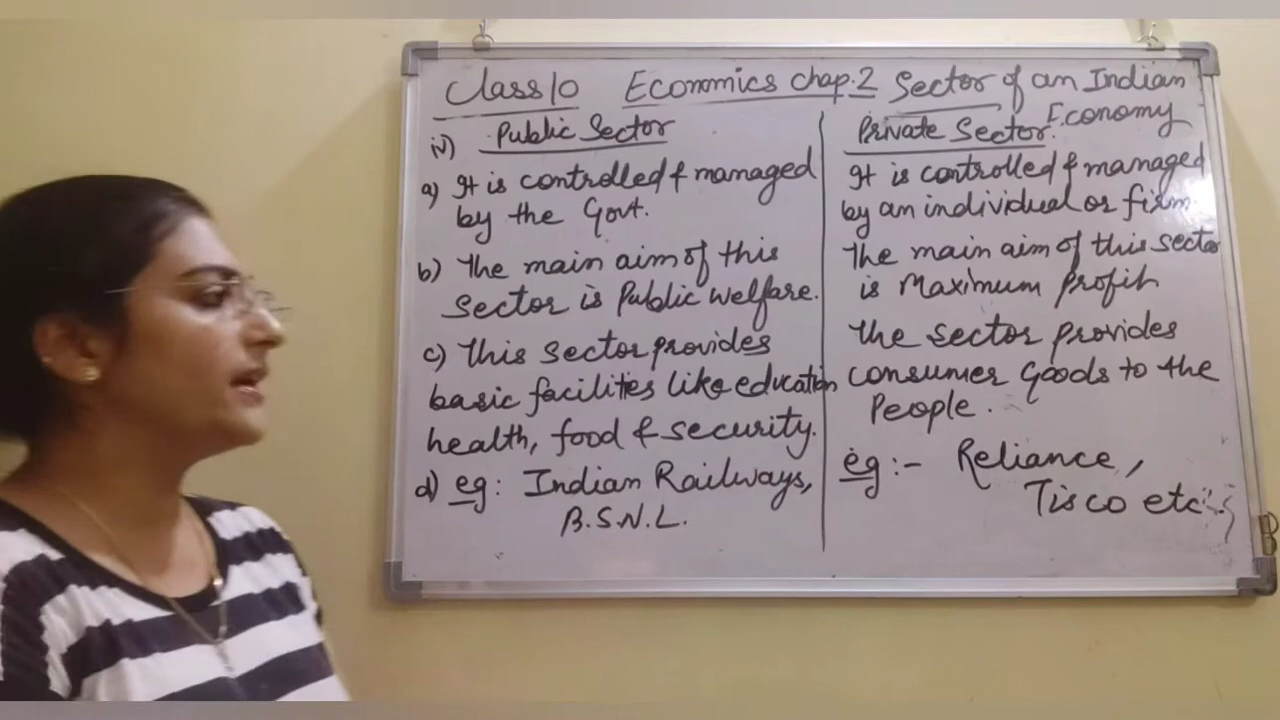 Class 10 Economics Chap. 2 Sector of an Indian Economy
iv) Public Sector
a) It is controlled & managed
by the Govt.
b) The main aim of this
Sector is Public welfare.
c) This Sector provides
basic facilities like education
health, food & security.
d) eg: Indian Railways,
B.S.N.L.
Private Sector.
It is controlled & managed
by an individual or firm.
The main aim of this secto
is Maximum Profit
The sector provides
consumer Goods to the
People.
eg:- Reliance,
Tisco etc.